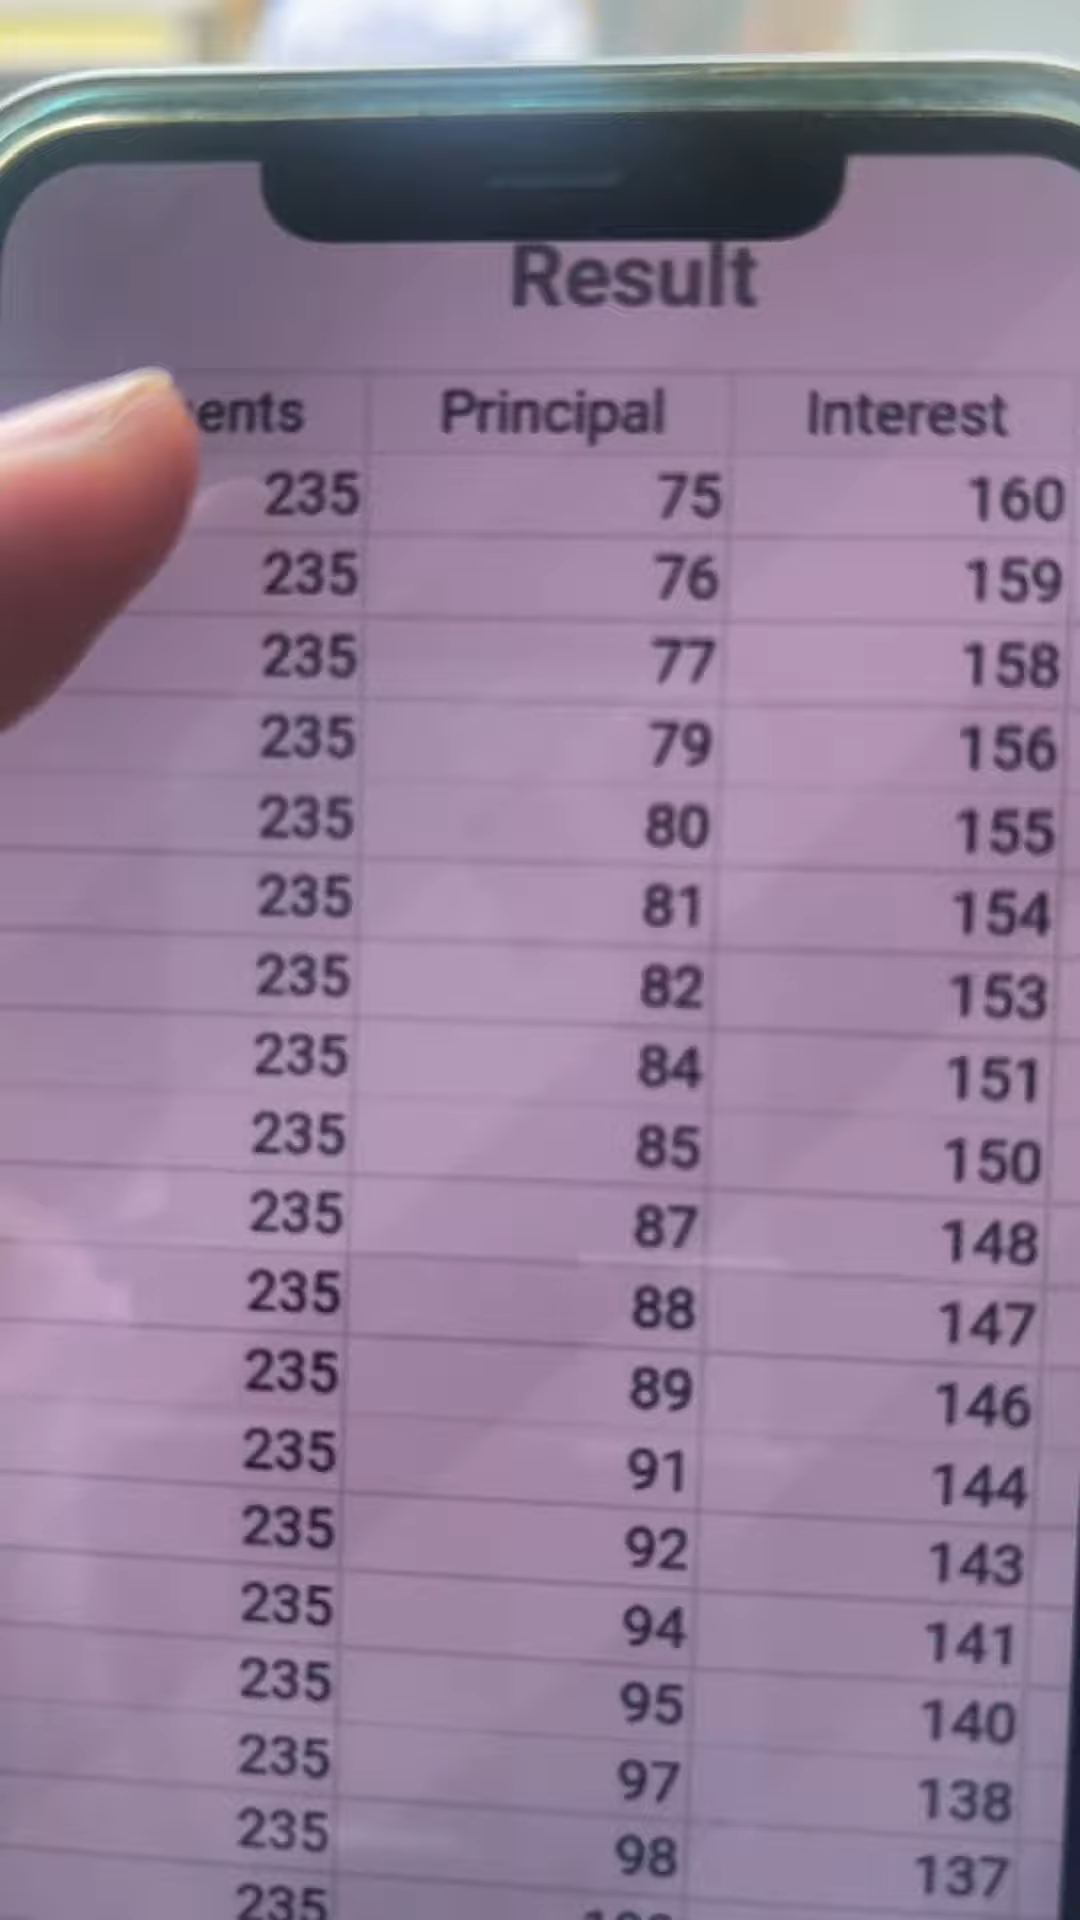 Result
ents Principal Interest
235 75 160
235 76 159
235 77 158
235 79 156
235 80 155
235 81 154
235 82 153
235 84 151
235 85 150
235 87 148
235 88 147
235 89 146
235 91 144
235 92 143
235 94 141
235 95 140
235 97 138
235 98 137
235